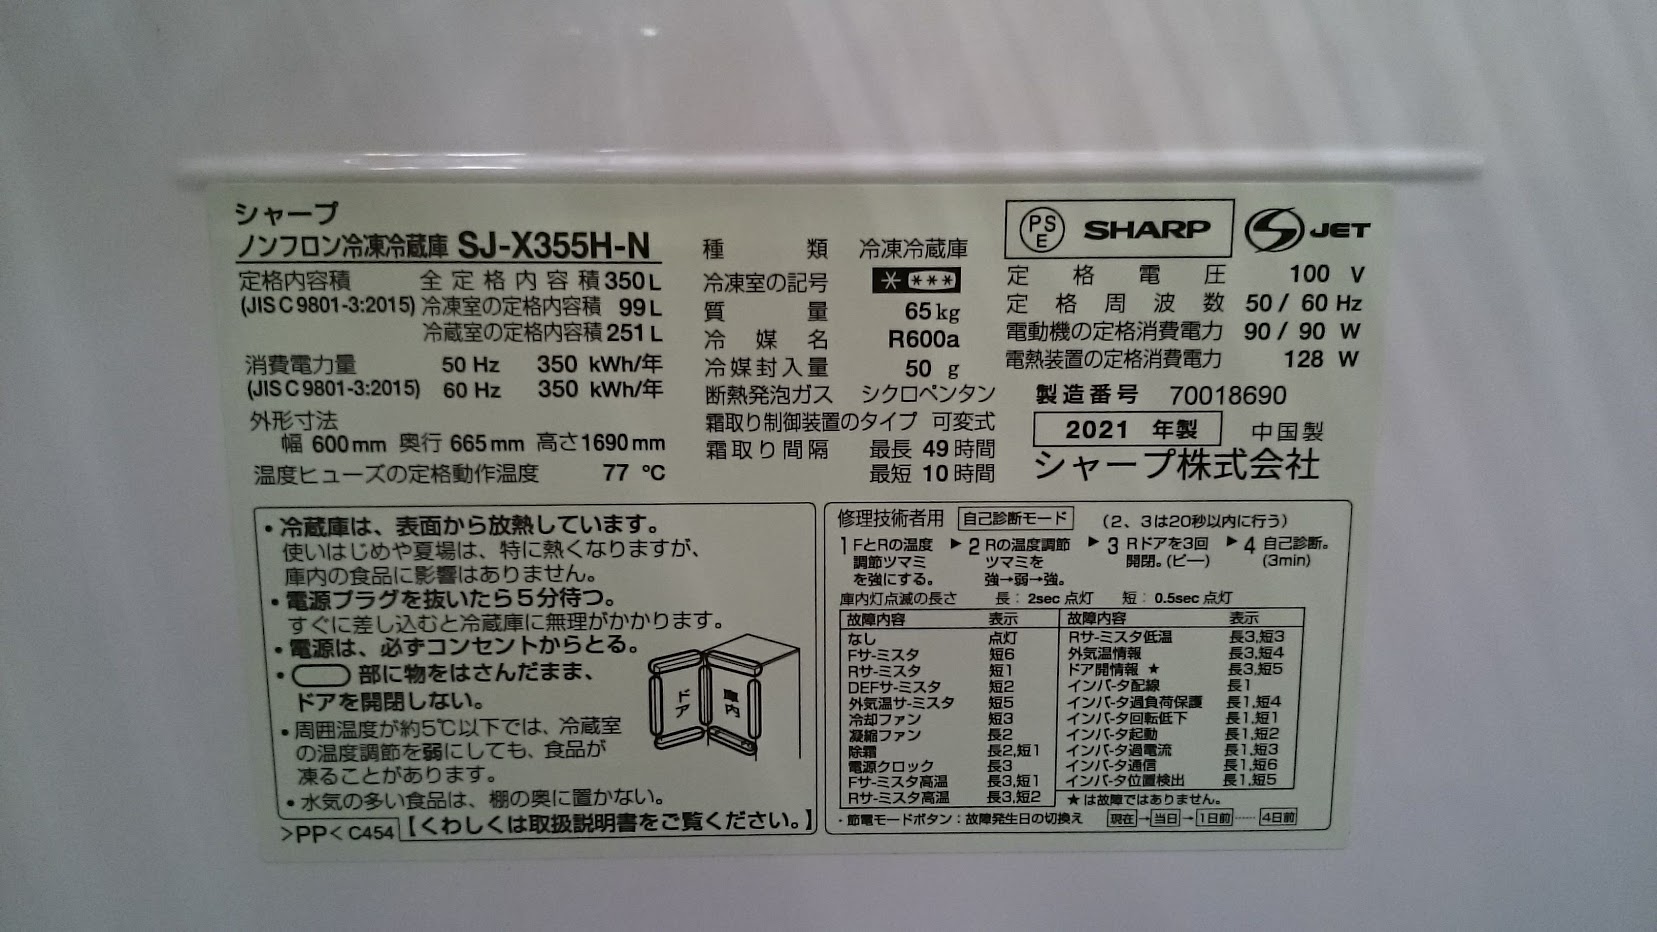 シャープ
ノンフロン冷凍冷蔵庫 SJ-X355H-N
定格内容積 全定格内容積 350 L
(JIS C 9801-3:2015) 冷凍室の定格内容積 99 L
冷蔵室の定格内容積 251 L
消費電力量 50 Hz 350 kWh/年
(JIS C 9801-3:2015) 60 Hz 350 kWh/年
外形寸法
幅 600 mm 奥行 665 mm 高さ 1690 mm
温度ヒューズの定格動作温度 77 ℃
種類 冷凍冷蔵庫
冷凍室の記号 * ***
質量 65 kg
冷媒名 R600a
冷媒封入量 50 g
断熱発泡ガス シクロペンタン
霜取り制御装置のタイプ 可変式
霜取り間隔 最長 49 時間
最短 10 時間
PSE SHARP S JET
定格電圧 100 V
定格周波数 50 / 60 Hz
電動機の定格消費電力 90 / 90 W
電熱装置の定格消費電力 128 W
製造番号 70018690
2021 年製 中国製
シャープ株式会社
・冷蔵庫は、表面から放熱しています。
使いはじめや夏場は、特に熱くなりますが、
庫内の食品に影響はありません。
・電源プラグを抜いたら5分待つ。
すぐに差し込むと冷蔵庫に無理がかかります。
・電源は、必ずコンセントからとる。
・ 部に物をはさんだまま、
ドアを開閉しない。
・周囲温度が約5℃以下では、冷蔵室
の温度調節を弱にしても、食品が
凍ることがあります。
・水気の多い食品は、棚の奥に置かない。
ドア 庫内
>PP< C454 【くわしくは取扱説明書をご覧ください。】
修理技術者用 自己診断モード (2、3は20秒以内に行う)
1 FとRの温度 ▶ 2 Rの温度調節 ▶ 3 Rドアを3回 ▶ 4 自己診断。
調節ツマミ ツマミを 開閉。(ピー) (3min)
を強にする。 強→弱→強。
庫内灯点滅の長さ 長：2sec 点灯 短：0.5sec 点灯
故障内容 表示
なし 点灯
Fサーミスタ 短6
Rサーミスタ 短1
DEFサーミスタ 短2
外気温サーミスタ 短5
冷却ファン 短3
凝縮ファン 長2
除霜 長2,短1
電源クロック 長3
Fサーミスタ高温 長3,短1
Rサーミスタ高温 長3,短2
故障内容 表示
Rサーミスタ低温 長3,短3
外気温情報 長3,短4
ドア開情報 ★ 長3,短5
インバータ配線 長1
インバータ過負荷保護 長1,短4
インバータ回転低下 長1,短1
インバータ起動 長1,短2
インバータ過電流 長1,短3
インバータ通信 長1,短6
インバータ位置検出 長1,短5
★は故障ではありません。
・節電モードボタン：故障発生日の切換え 現在→当日→1日前……4日前